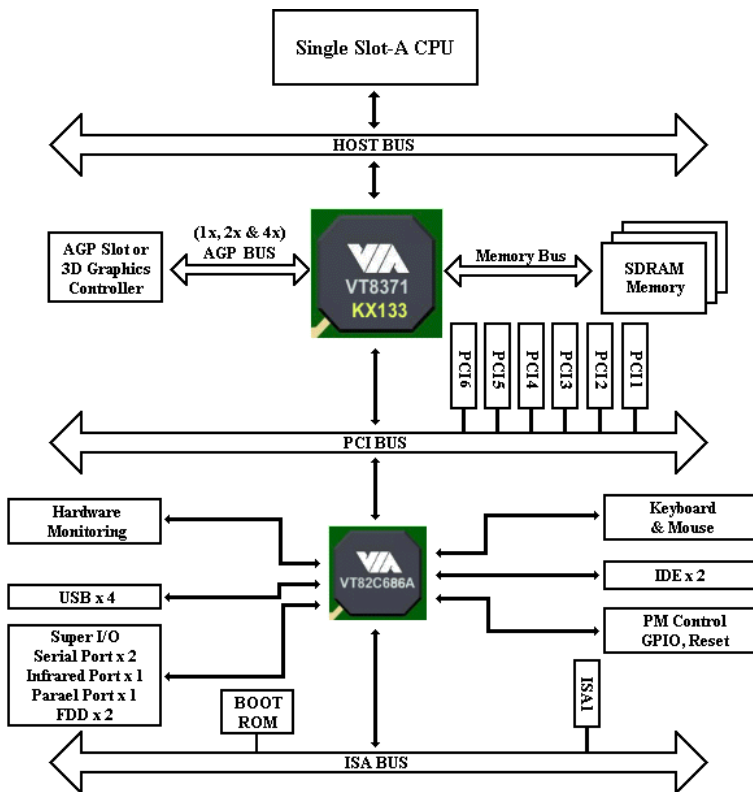 Single Slot-A CPU
HOST BUS
(1x, 2x & 4x)
AGP BUS
AGP Slot or
3D Graphics
Controller
VIA
VT8371
KX133
Memory Bus
SDRAM
Memory
PCI6
PCI5
PCI4
PCI3
PCI2
PCI1
PCI BUS
Hardware
Monitoring
Keyboard
& Mouse
VIA
VT82C686A
USB x 4
IDE x 2
Super I/O
Serial Port x 2
Infrared Port x 1
Parael Port x 1
FDD x 2
PM Control
GPIO, Reset
BOOT
ROM
ISA1
ISA BUS